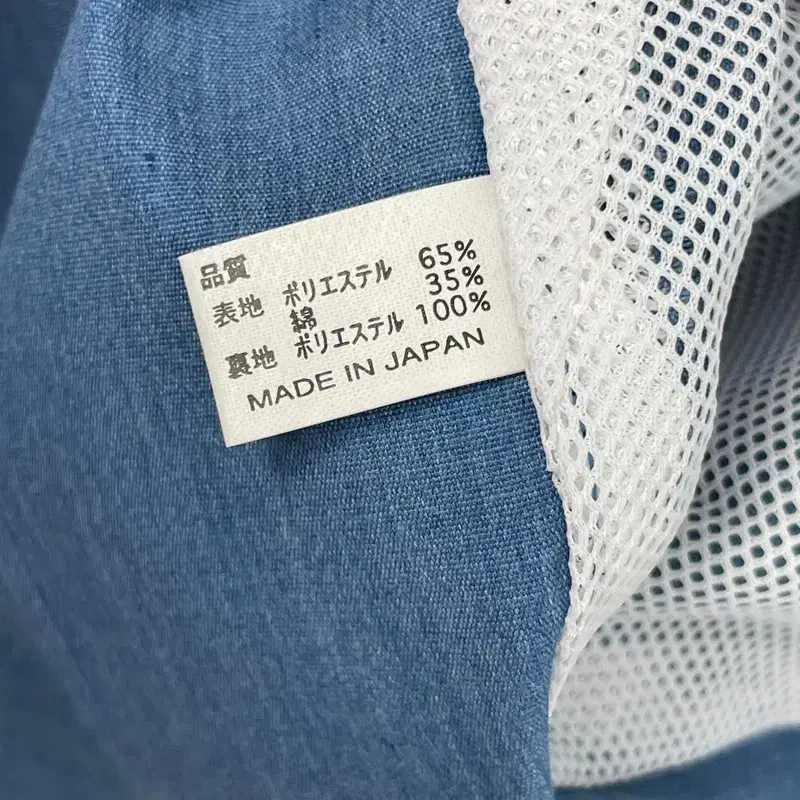 品質
表地 ポリエステル 65%
綿 35%
裏地 ポリエステル 100%
MADE IN JAPAN